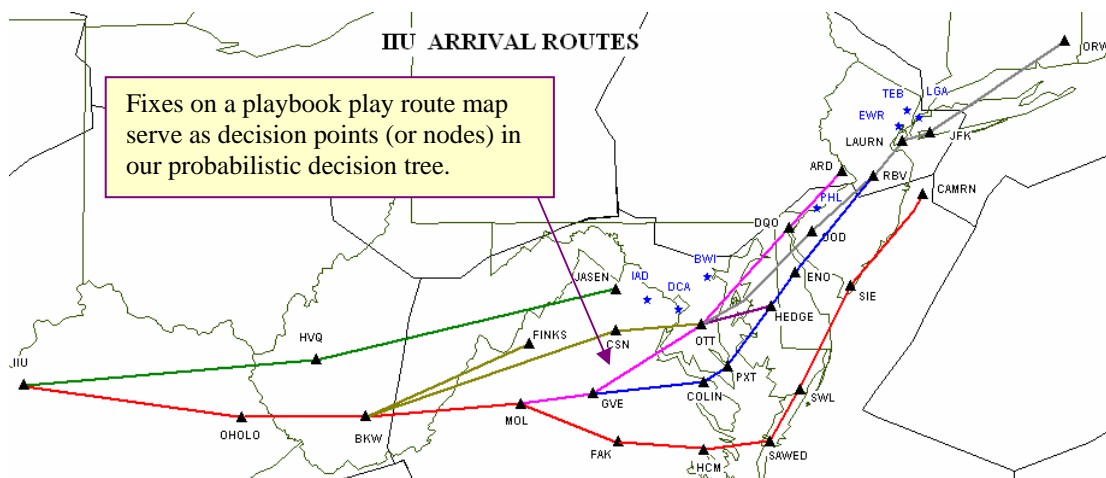 IIU ARRIVAL ROUTES
Fixes on a playbook play route map
serve as decision points (or nodes) in
our probabilistic decision tree.
ORW
TEB
LGA
EWR
JFK
LAURN
ARD
RBV
CAMRN
PHL
DQO
OOD
BWI
JASEN
IAD
DCA
ENO
SIE
HEDGE
HVQ
FINKS
CSN
OTT
IIU
PXT
COLIN
SWL
GVE
MOL
OHOLO
BKW
FAK
HCM
SAWED